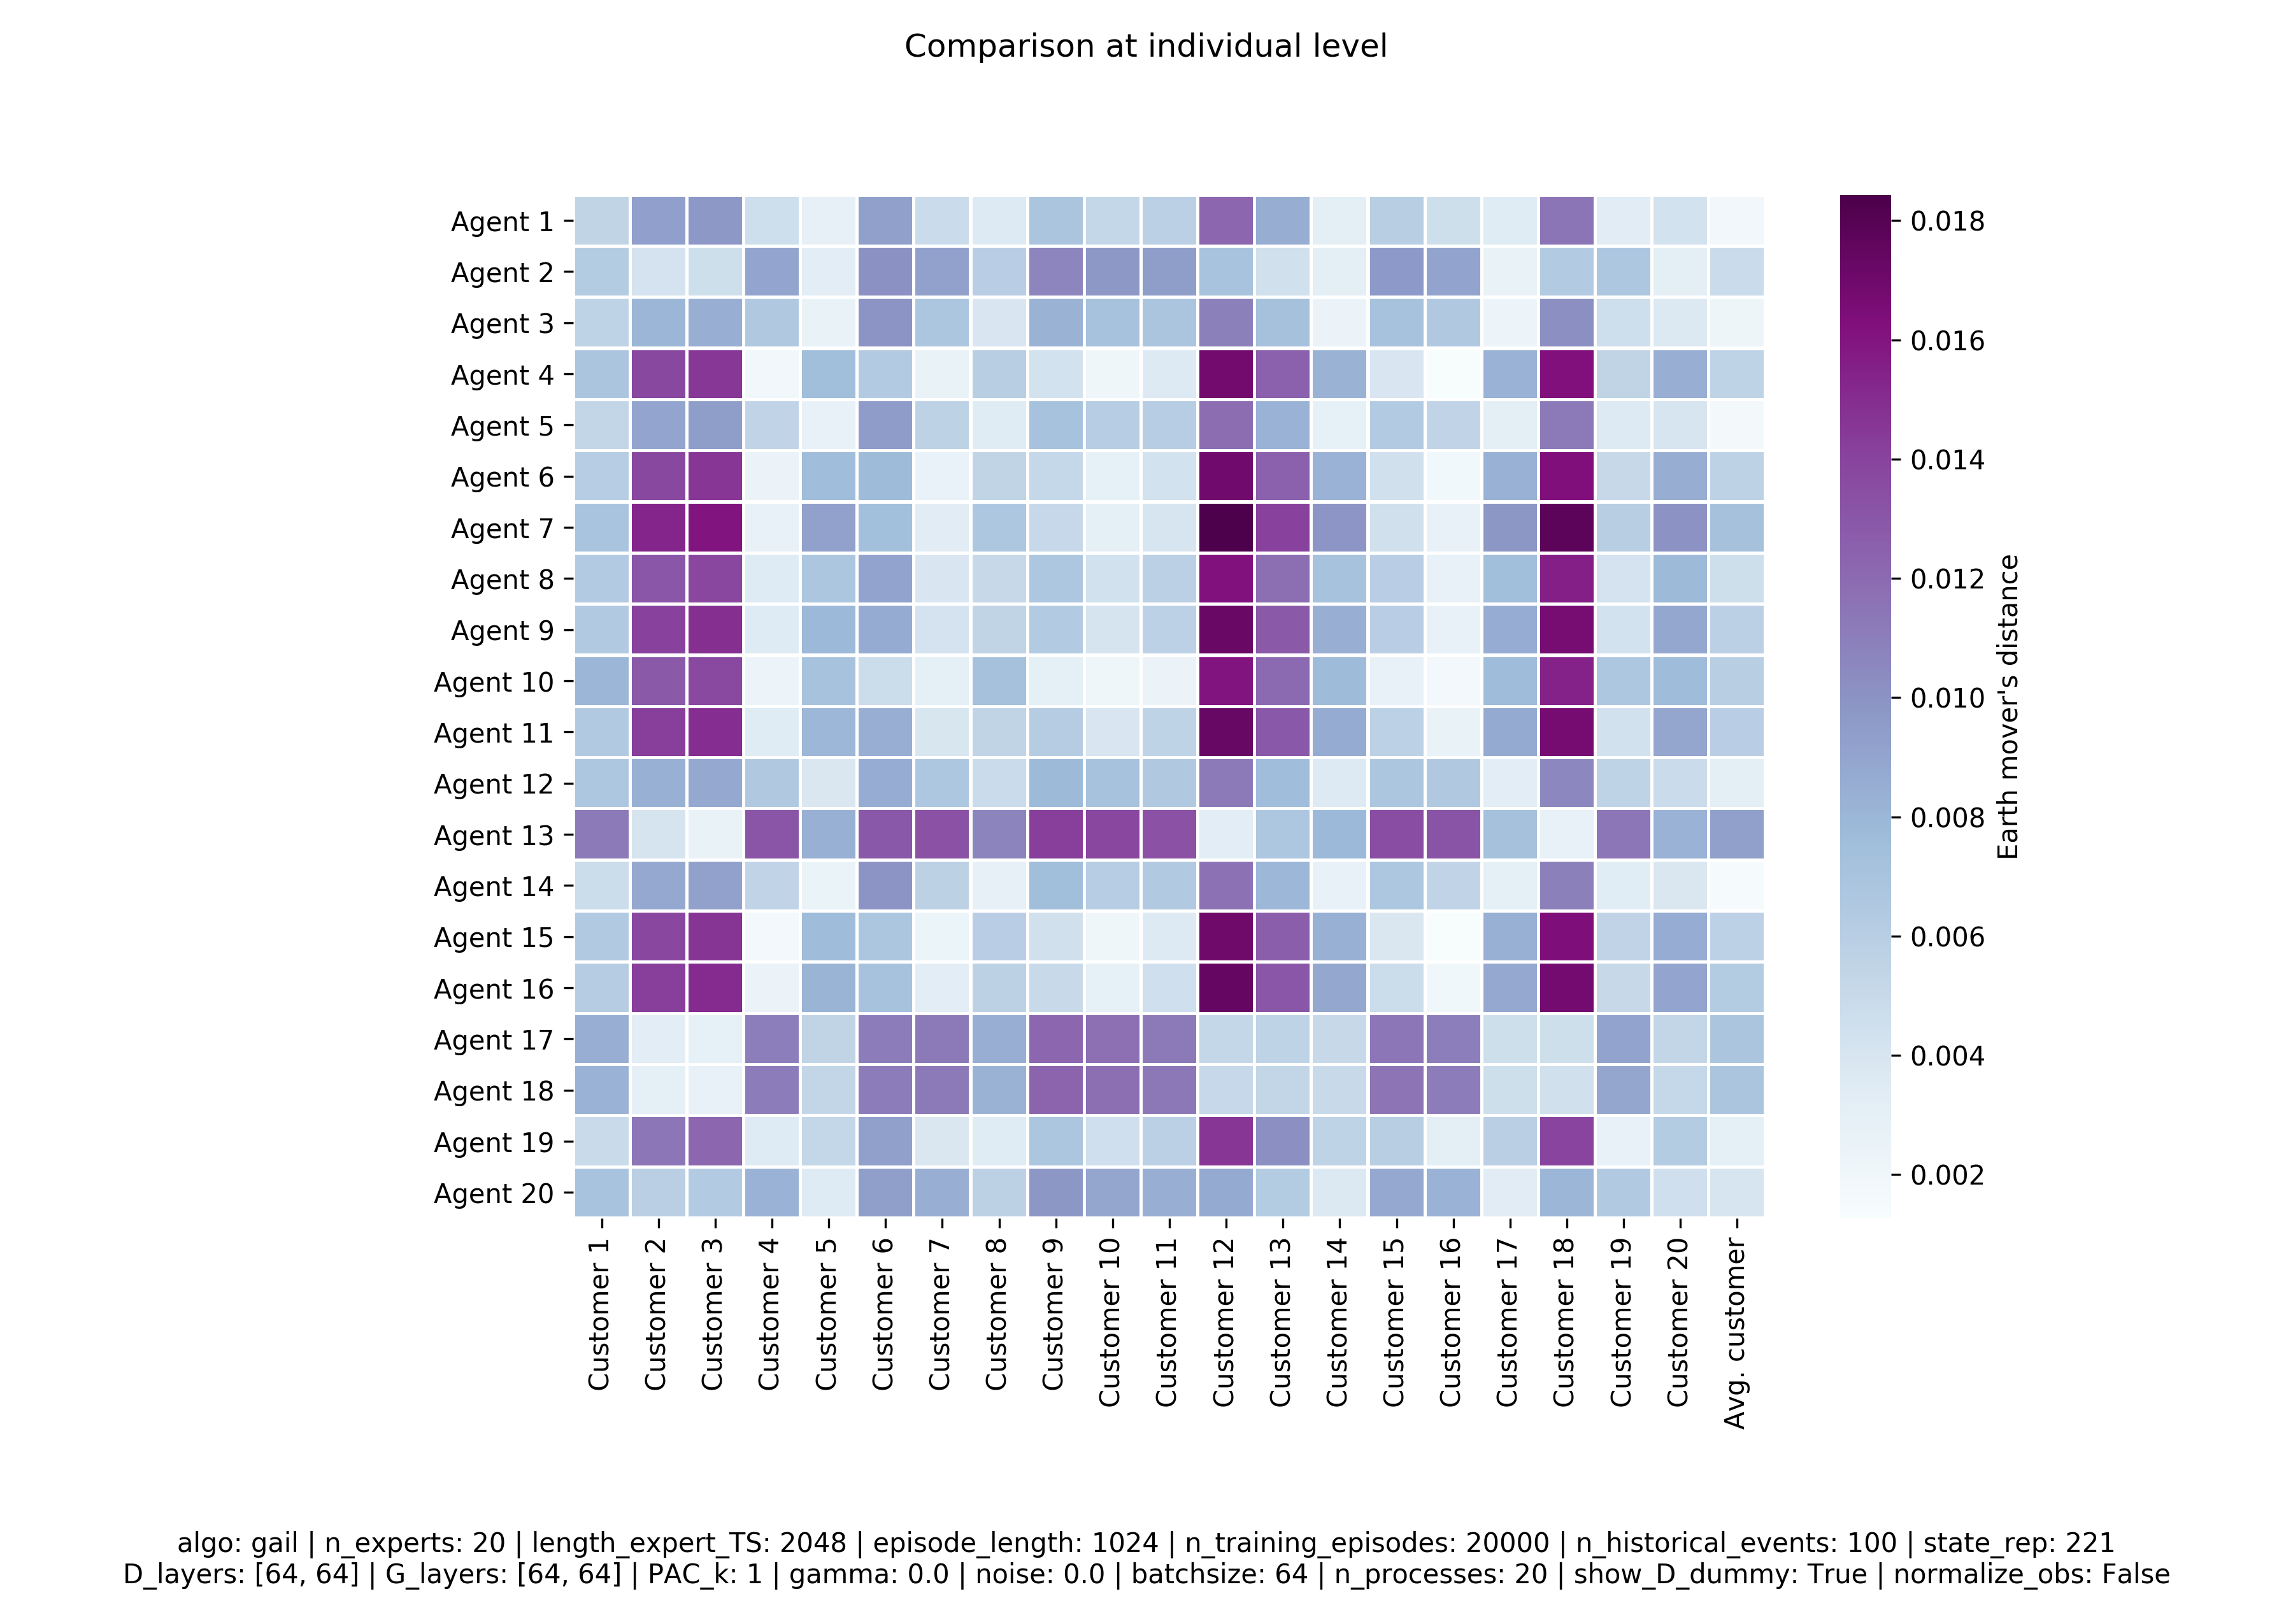 Comparison at individual level
Agent 1
Agent 2
Agent 3
Agent 4
Agent 5
Agent 6
Agent 7
Agent 8
Agent 9
Agent 10
Agent 11
Agent 12
Agent 13
Agent 14
Agent 15
Agent 16
Agent 17
Agent 18
Agent 19
Agent 20
Customer 1
Customer 2
Customer 3
Customer 4
Customer 5
Customer 6
Customer 7
Customer 8
Customer 9
Customer 10
Customer 11
Customer 12
Customer 13
Customer 14
Customer 15
Customer 16
Customer 17
Customer 18
Customer 19
Customer 20
Avg. customer
0.018
0.016
0.014
0.012
0.010
0.008
0.006
0.004
0.002
Earth mover's distance
algo: gail | n_experts: 20 | length_expert_TS: 2048 | episode_length: 1024 | n_training_episodes: 20000 | n_historical_events: 100 | state_rep: 221
D_layers: [64, 64] | G_layers: [64, 64] | PAC_k: 1 | gamma: 0.0 | noise: 0.0 | batchsize: 64 | n_processes: 20 | show_D_dummy: True | normalize_obs: False